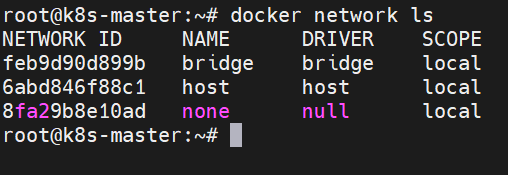 root@k8s-master:~# docker network ls
NETWORK ID     NAME      DRIVER    SCOPE
feb9d90d899b   bridge    bridge    local
6abd846f88c1   host      host      local
8fa29b8e10ad   none      null      local
root@k8s-master:~#